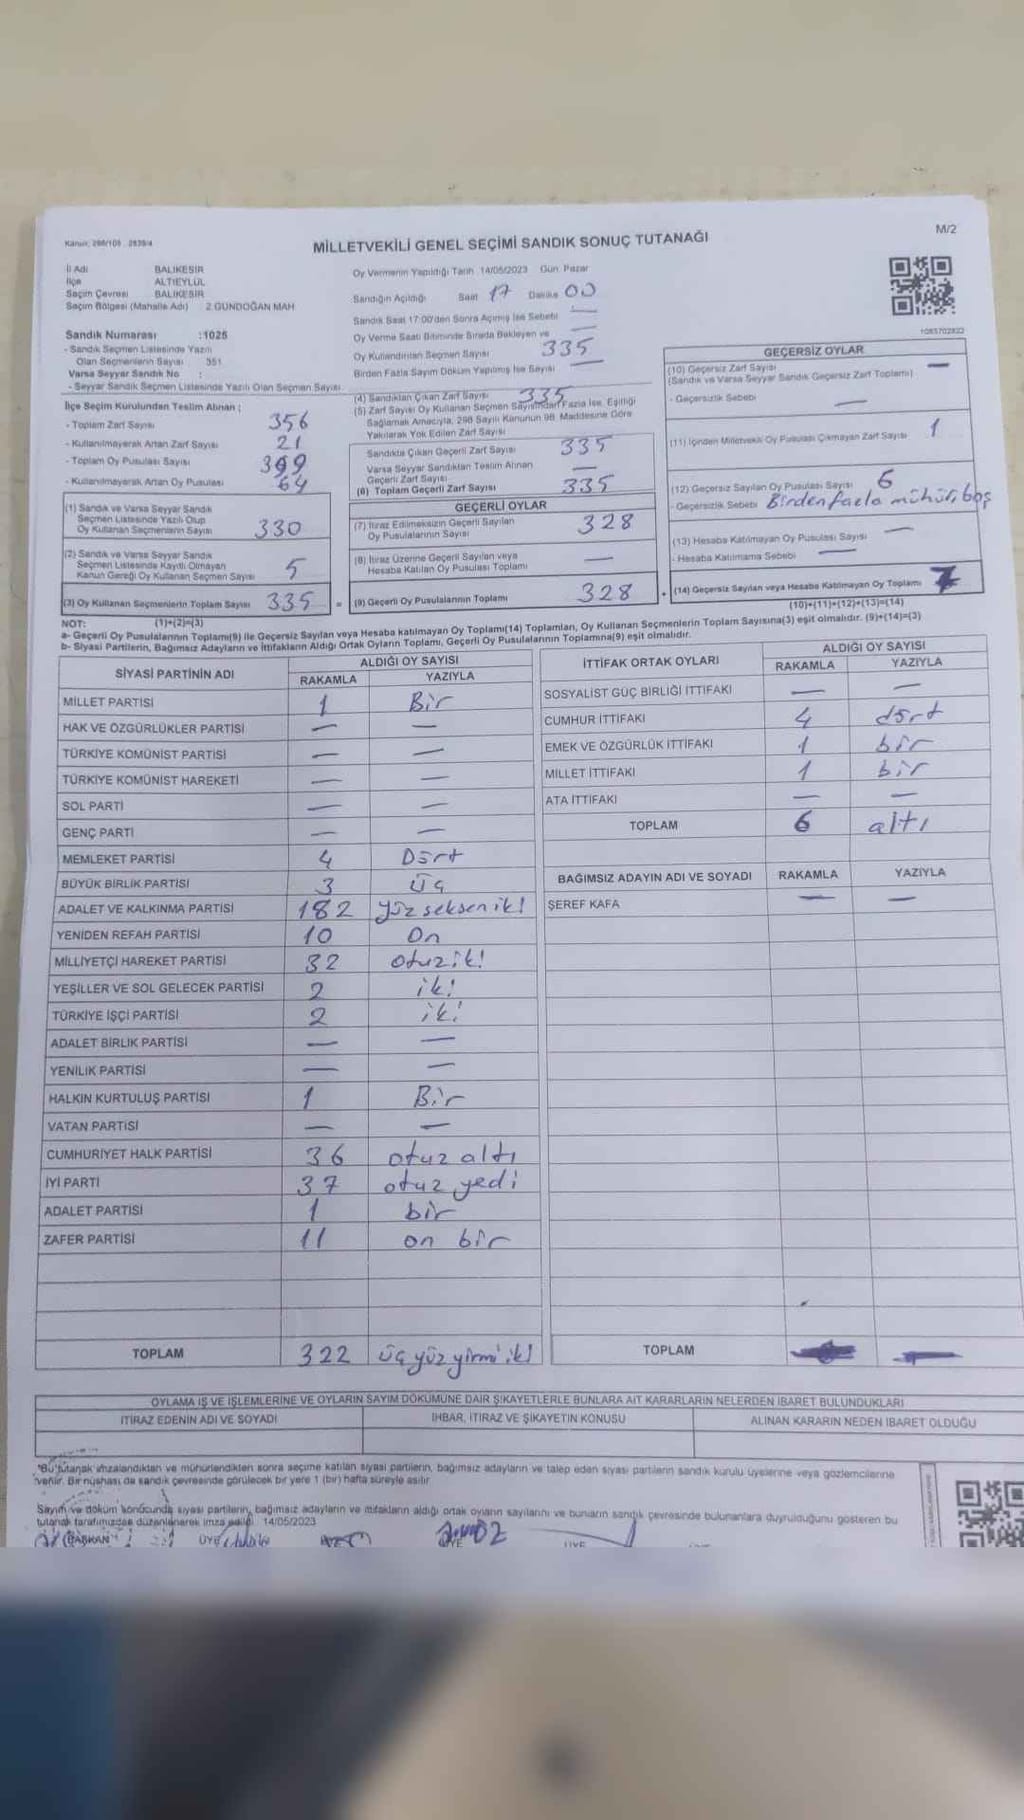 Kanun: 298/105 , 2839/4
MİLLETVEKİLİ GENEL SEÇİMİ SANDIK SONUÇ TUTANAĞI
M/2
İl Adı BALIKESİR
İlçe ALTIEYLÜL
Seçim Çevresi BALIKESİR
Seçim Bölgesi (Mahalle Adı) 2 GÜNDOĞAN MAH
Sandık Numarası :1025
- Sandık Seçmen Listesinde Yazılı
Olan Seçmenlerin Sayısı 351
Varsa Seyyar Sandık No :
- Seyyar Sandık Seçmen Listesinde Yazılı Olan Seçmen Sayısı
Oy Vermenin Yapıldığı Tarih 14/05/2023 Gün: Pazar
Sandığın Açıldığı Saat 17 Dakika 00
Sandık Saat 17:00'den Sonra Açılmış İse Sebebi —
Oy Verme Saati Bitiminde Sırada Bekleyen ve —
Oy Kullandırılan Seçmen Sayısı 335
Birden Fazla Sayım Döküm Yapılmış İse Sayısı —
1085702822
İlçe Seçim Kurulundan Teslim Alınan ;
- Toplam Zarf Sayısı 356
- Kullanılmayarak Artan Zarf Sayısı 21
- Toplam Oy Pusulası Sayısı 399
- Kullanılmayarak Artan Oy Pusulası 64
(1) Sandık ve Varsa Seyyar Sandık
Seçmen Listesinde Yazılı Olup
Oy Kullanan Seçmenlerin Sayısı 330
(2) Sandık ve Varsa Seyyar Sandık
Seçmen Listesinde Kayıtlı Olmayan
Kanun Gereği Oy Kullanan Seçmen Sayısı 5
(3) Oy Kullanan Seçmenlerin Toplam Sayısı 335 =
(4) Sandıktan Çıkan Zarf Sayısı 335
(5) Zarf Sayısı Oy Kullanan Seçmen Sayısından Fazla İse, Eşitliği
Sağlamak Amacıyla, 298 Sayılı Kanunun 98. Maddesine Göre
Yakılarak Yok Edilen Zarf Sayısı
Sandıkta Çıkan Geçerli Zarf Sayısı 335
Varsa Seyyar Sandıktan Teslim Alınan
Geçerli Zarf Sayısı —
(6) Toplam Geçerli Zarf Sayısı 335
GEÇERLİ OYLAR
(7) İtiraz Edilmeksizin Geçerli Sayılan
Oy Pusulalarının Sayısı 328
(8) İtiraz Üzerine Geçerli Sayılan veya
Hesaba Katılan Oy Pusulası Toplamı —
(9) Geçerli Oy Pusulalarının Toplamı 328 +
GEÇERSİZ OYLAR
(10) Geçersiz Zarf Sayısı —
(Sandık ve Varsa Seyyar Sandık Geçersiz Zarf Toplamı)
- Geçersizlik Sebebi —
(11) İçinden Milletvekili Oy Pusulası Çıkmayan Zarf Sayısı 1
(12) Geçersiz Sayılan Oy Pusulası Sayısı 6
- Geçersizlik Sebebi Birden fazla mühür, boş
(13) Hesaba Katılmayan Oy Pusulası Sayısı —
- Hesaba Katılmama Sebebi —
(14) Geçersiz Sayılan veya Hesaba Katılmayan Oy Toplamı 7
(1)+(2)=(3)
(10)+(11)+(12)+(13)=(14)
NOT:
a- Geçerli Oy Pusulalarının Toplamı(9) ile Geçersiz Sayılan veya Hesaba katılmayan Oy Toplamı(14) Toplamları, Oy Kullanan Seçmenlerin Toplam Sayısına(3) eşit olmalıdır. (9)+(14)=(3)
b- Siyasi Partilerin, Bağımsız Adayların ve İttifakların Aldığı Ortak Oyların Toplamı, Geçerli Oy Pusulalarının Toplamına(9) eşit olmalıdır.
SİYASİ PARTİNİN ADI ALDIĞI OY SAYISI
RAKAMLA YAZIYLA
MİLLET PARTİSİ 1 Bir
HAK VE ÖZGÜRLÜKLER PARTİSİ — —
TÜRKİYE KOMÜNİST PARTİSİ — —
TÜRKİYE KOMÜNİST HAREKETİ — —
SOL PARTİ — —
GENÇ PARTİ — —
MEMLEKET PARTİSİ 4 Dört
BÜYÜK BİRLİK PARTİSİ 3 Üç
ADALET VE KALKINMA PARTİSİ 182 yüz seksen iki
YENİDEN REFAH PARTİSİ 10 On
MİLLİYETÇİ HAREKET PARTİSİ 32 otuz iki
YEŞİLLER VE SOL GELECEK PARTİSİ 2 iki
TÜRKİYE İŞÇİ PARTİSİ 2 iki
ADALET BİRLİK PARTİSİ — —
YENİLİK PARTİSİ — —
HALKIN KURTULUŞ PARTİSİ 1 Bir
VATAN PARTİSİ — —
CUMHURİYET HALK PARTİSİ 36 otuz altı
İYİ PARTİ 37 otuz yedi
ADALET PARTİSİ 1 bir
ZAFER PARTİSİ 11 on bir
TOPLAM 322 üç yüz yirmi iki
İTTİFAK ORTAK OYLARI ALDIĞI OY SAYISI
RAKAMLA YAZIYLA
SOSYALİST GÜÇ BİRLİĞİ İTTİFAKI — —
CUMHUR İTTİFAKI 4 dört
EMEK VE ÖZGÜRLÜK İTTİFAKI 1 bir
MİLLET İTTİFAKI 1 bir
ATA İTTİFAKI — —
TOPLAM 6 altı
BAĞIMSIZ ADAYIN ADI VE SOYADI RAKAMLA YAZIYLA
ŞEREF KAFA — —
TOPLAM —
OYLAMA İŞ VE İŞLEMLERİNE VE OYLARIN SAYIM DÖKÜMÜNE DAİR ŞİKAYETLERLE BUNLARA AİT KARARLARIN NELERDEN İBARET BULUNDUKLARI
İTİRAZ EDENİN ADI VE SOYADI İHBAR, İTİRAZ VE ŞİKAYETİN KONUSU ALINAN KARARIN NEDEN İBARET OLDUĞU
"Bu tutanak imzalandıktan ve mühürlendikten sonra seçime katılan siyasi partilerin, bağımsız adayların ve talep eden siyasi partilerin sandık kurulu üyelerine veya gözlemcilerine
verilir. Bir nüshası da sandık çevresinde görülecek bir yere 1 (bir) hafta süreyle asılır.
Sayım ve döküm sonucunda siyasi partilerin, bağımsız adayların ve ittifakların aldığı ortak oyların sayılarını ve bunların sandık çevresinde bulunanlara duyrulduğunu gösteren bu
tutanak tarafımızdan düzenlenerek imza edildi. 14/05/2023
BAŞKAN ÜYE ÜYE ÜYE